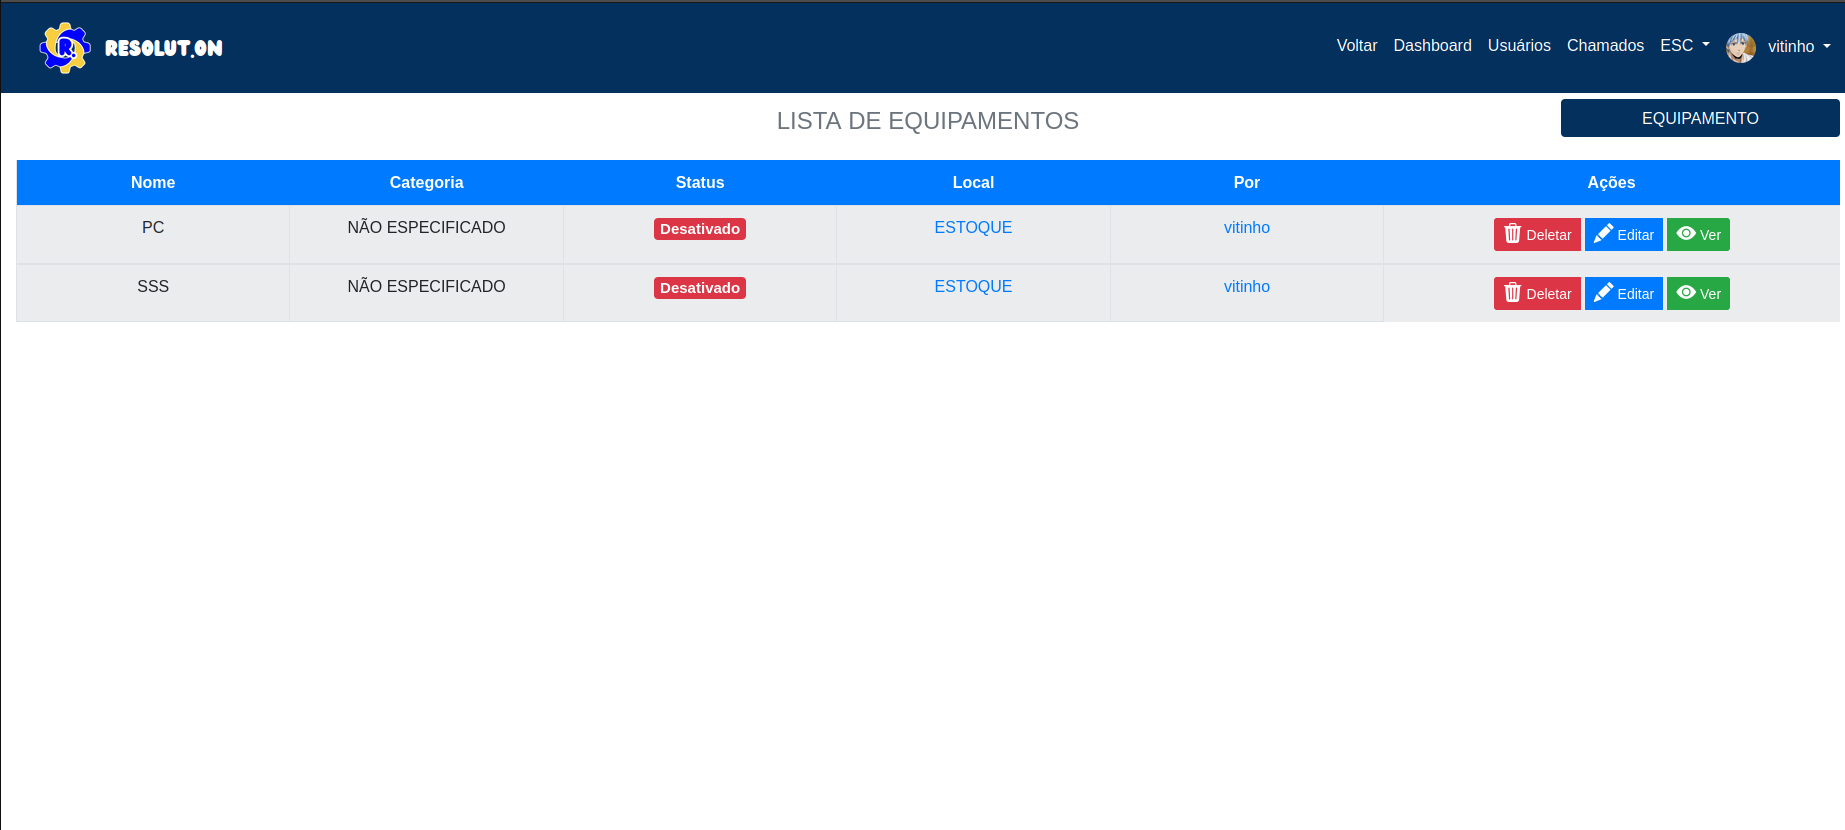 RESOLUT.ON
Voltar Dashboard Usuários Chamados ESC vitinho
LISTA DE EQUIPAMENTOS
EQUIPAMENTO
Nome Categoria Status Local Por Ações
PC NÃO ESPECIFICADO Desativado ESTOQUE vitinho Deletar Editar Ver
SSS NÃO ESPECIFICADO Desativado ESTOQUE vitinho Deletar Editar Ver